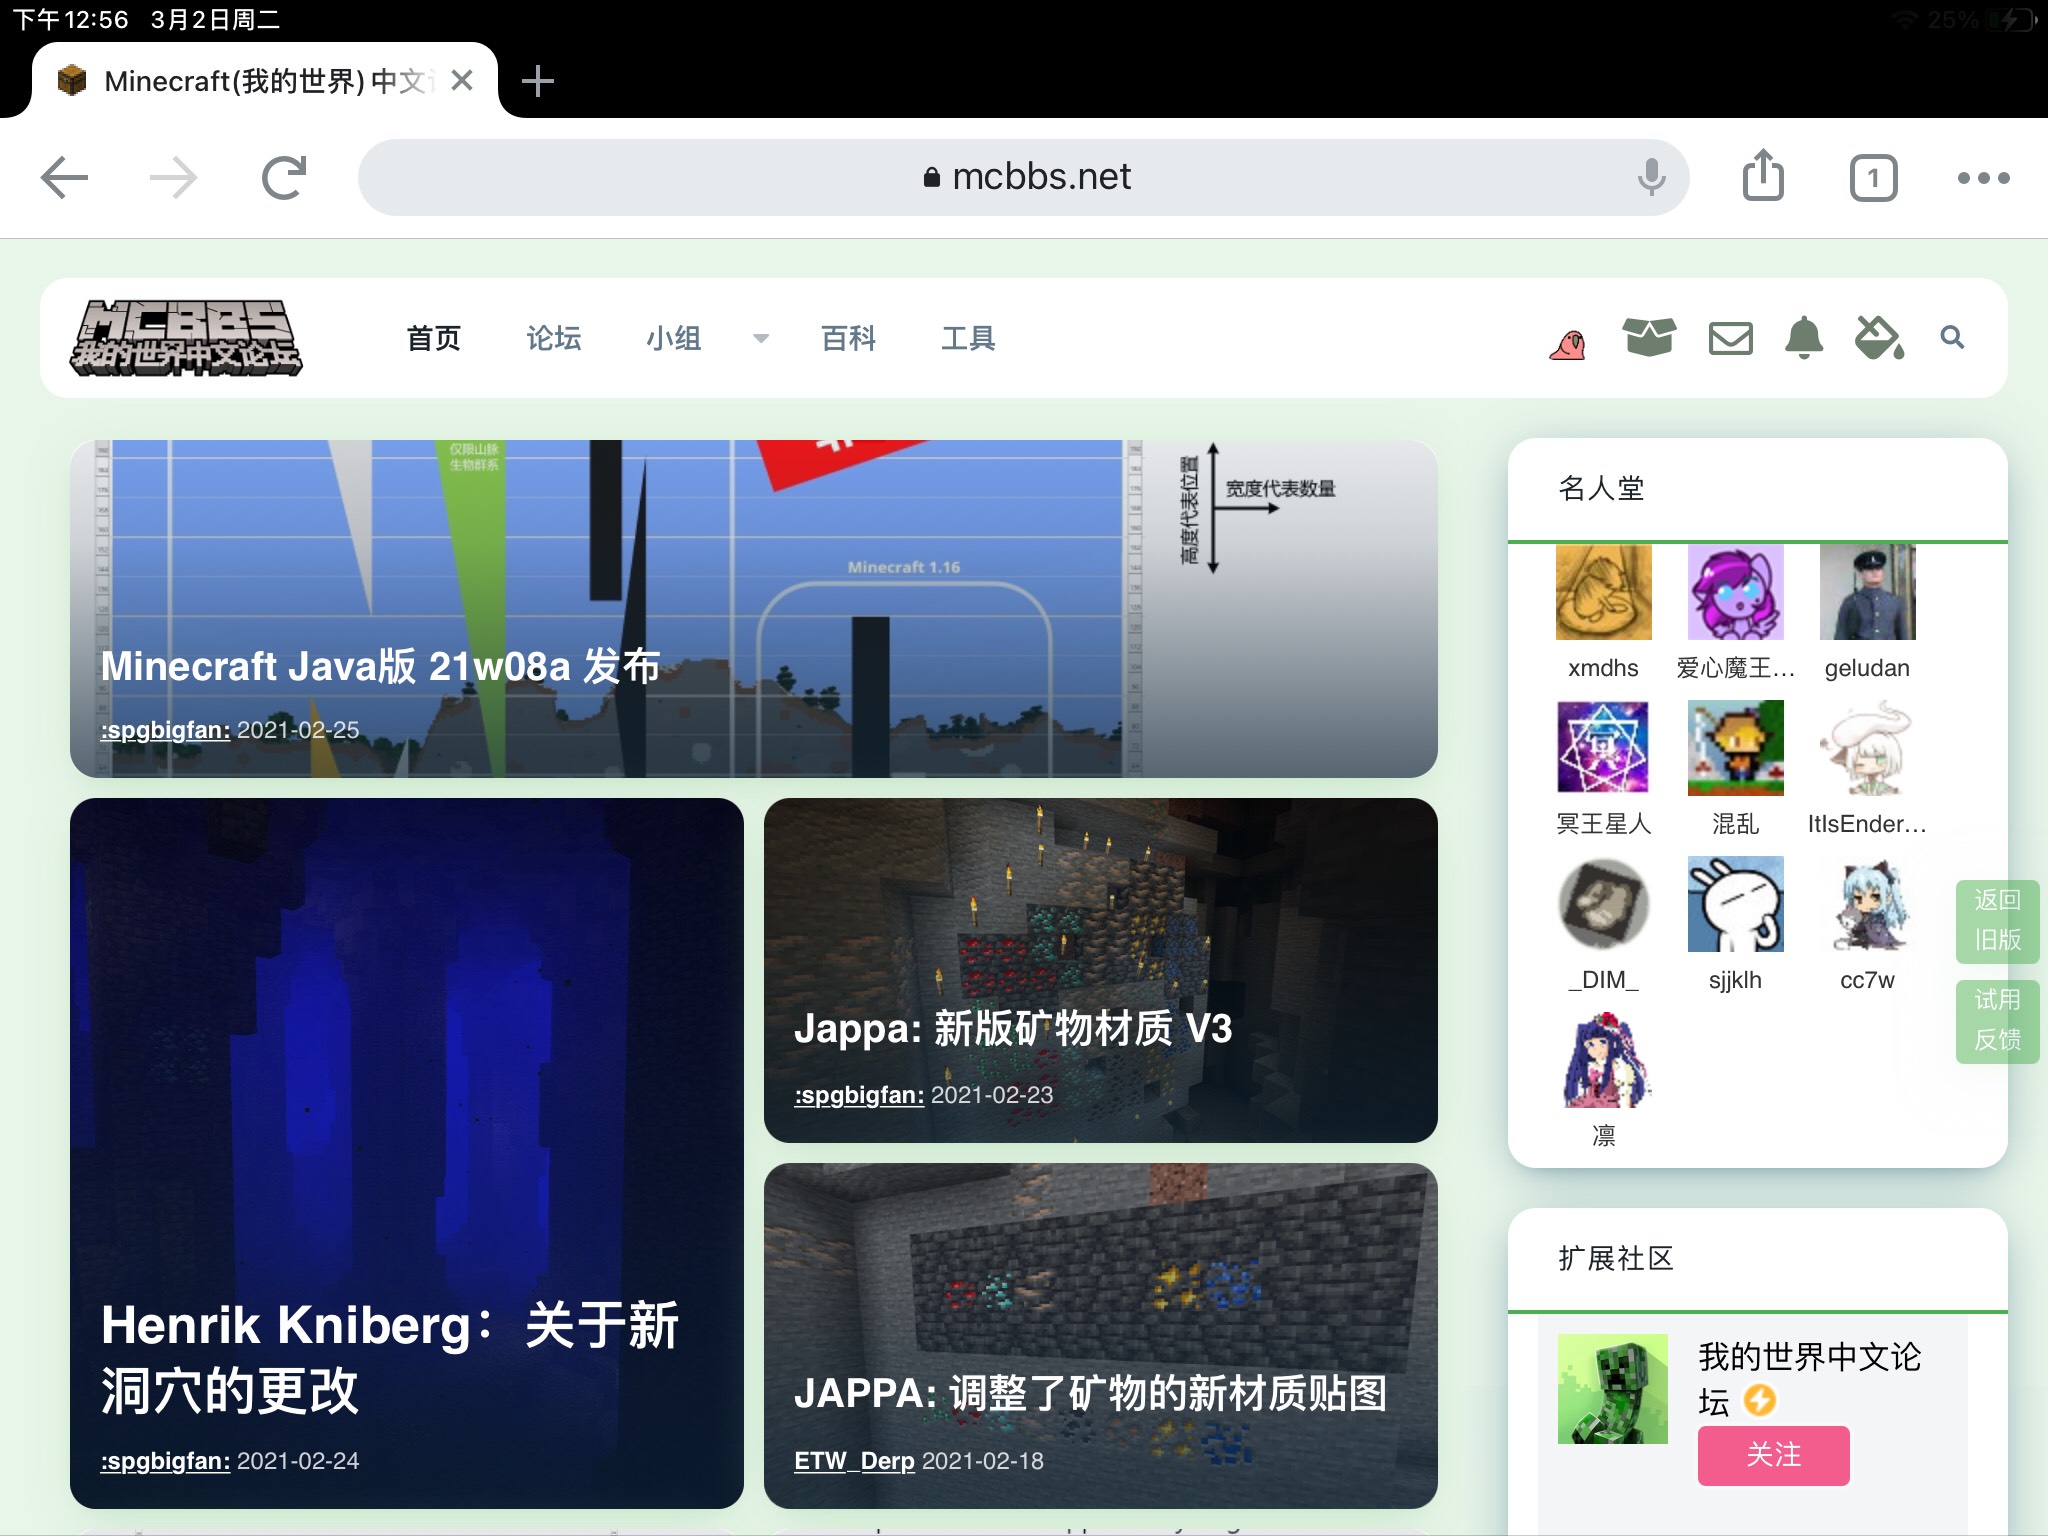 下午12:56 3月2日周二
25%
Minecraft(我的世界)中文
mcbbs.net
1
MCBBS
我的世界中文论坛
首页
论坛
小组
百科
工具
仅限山脉
生物群系
高度代表位置
宽度代表数量
Minecraft 1.16
Minecraft Java版 21w08a 发布
:spgbigfan: 2021-02-25
Henrik Kniberg：关于新
洞穴的更改
:spgbigfan: 2021-02-24
Jappa: 新版矿物材质 V3
:spgbigfan: 2021-02-23
JAPPA: 调整了矿物的新材质贴图
ETW_Derp 2021-02-18
名人堂
xmdhs
爱心魔王...
geludan
冥王星人
混乱
ItIsEnder...
_DIM_
sjjklh
cc7w
凛
返回
旧版
试用
反馈
扩展社区
我的世界中文论
坛
关注